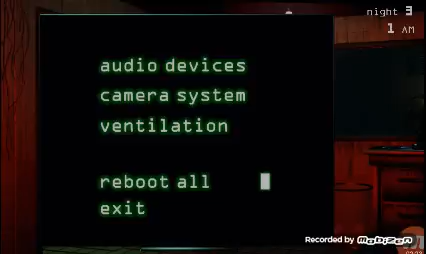 night 3
1 AM
audio devices
camera system
ventilation
reboot all
exit
Recorded by Mobizen